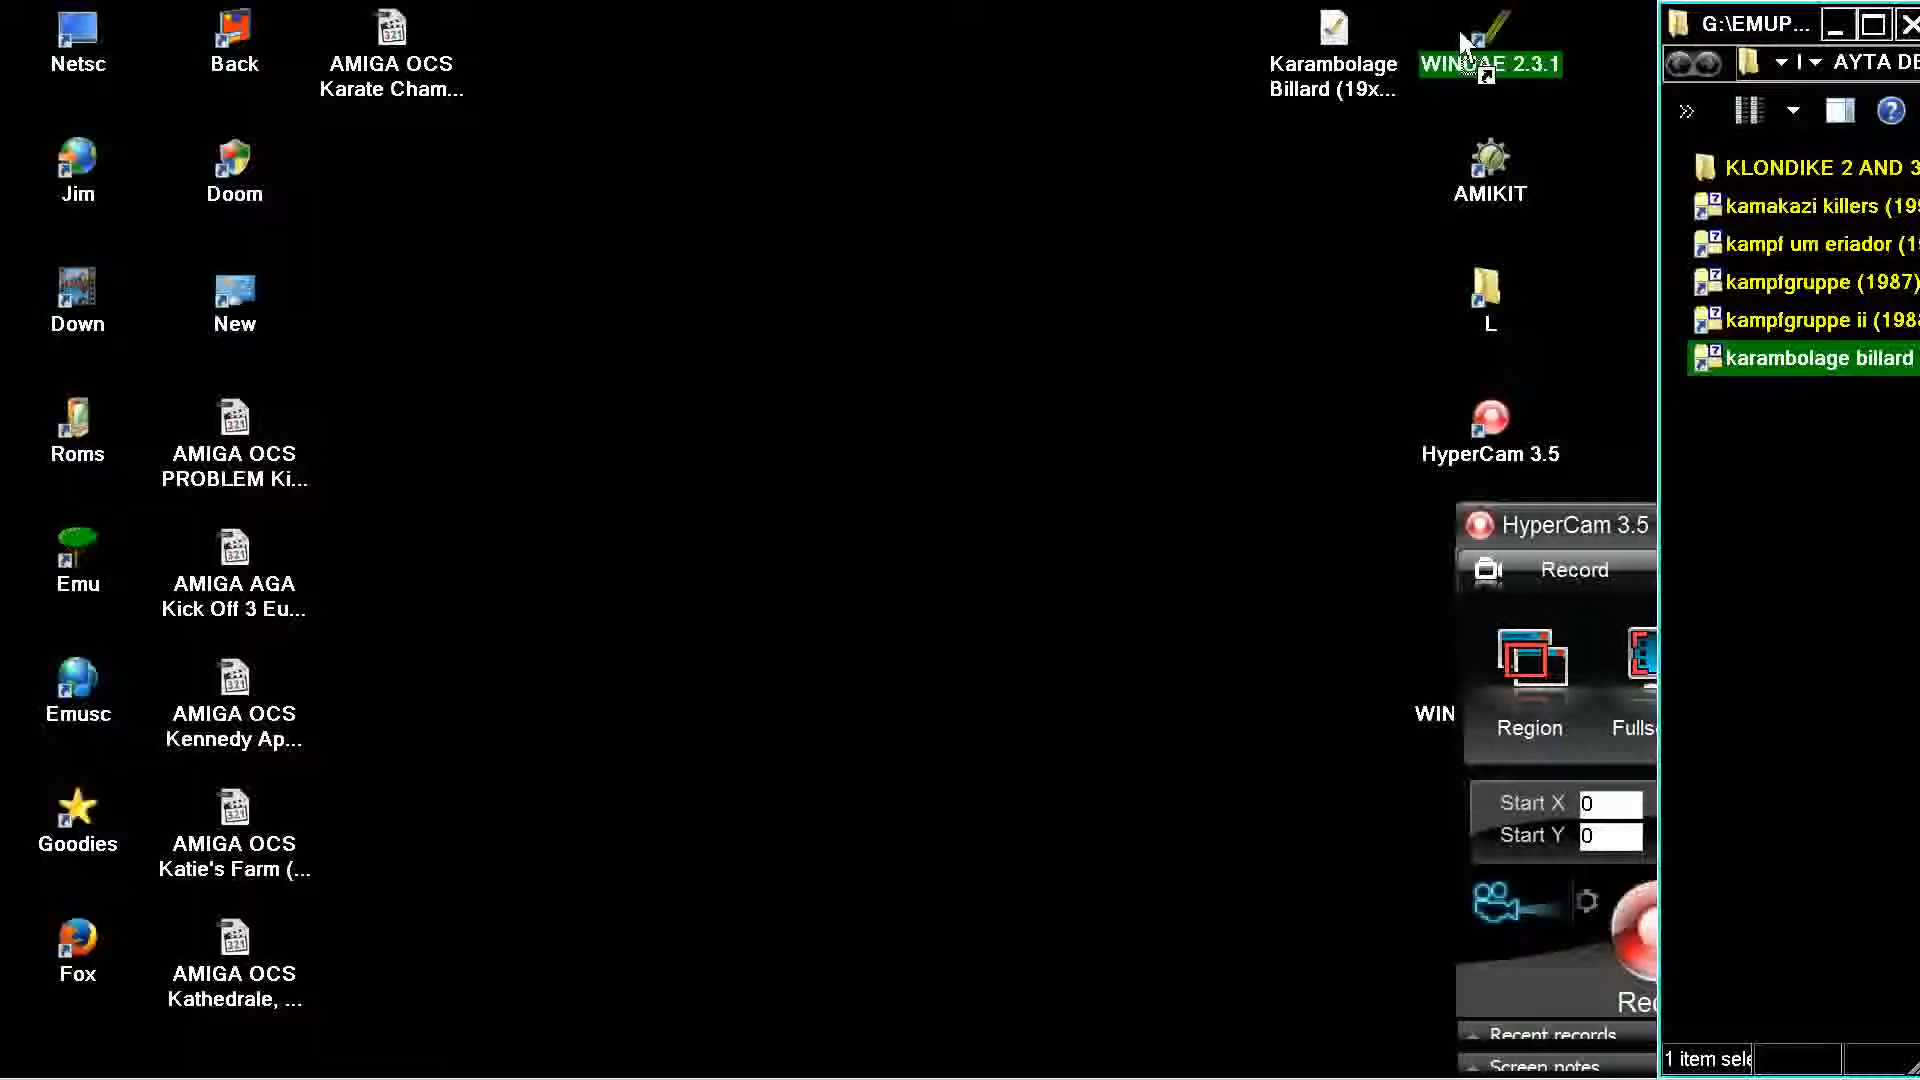 Netsc
Back
AMIGA OCS
Karate Cham...
Karambolage
Billard (19x...
WINUAE 2.3.1
Jim
Doom
AMIKIT
Down
New
L
Roms
AMIGA OCS
PROBLEM Ki...
HyperCam 3.5
Emu
AMIGA AGA
Kick Off 3 Eu...
Emusc
AMIGA OCS
Kennedy Ap...
WIN
Goodies
AMIGA OCS
Katie's Farm (...
Fox
AMIGA OCS
Kathedrale, ...
HyperCam 3.5
Record
Region
Fulls
Start X 0
Start Y 0
Rec
Recent records
Screen notes
G:\EMUP...
I
AYTA DE
KLONDIKE 2 AND 3
kamakazi killers (199
kampf um eriador (1
kampfgruppe (1987)
kampfgruppe ii (198
karambolage billard
1 item sele